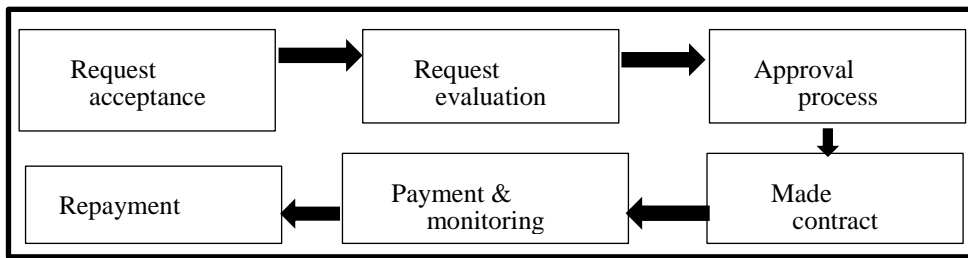 Request
acceptance
Request
evaluation
Approval
process
Repayment
Payment &
monitoring
Made
contract